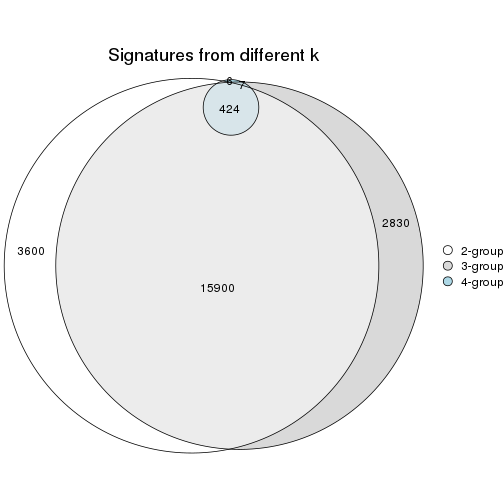 Signatures from different k
6
7
424
2830
3600
15900
2-group
3-group
4-group